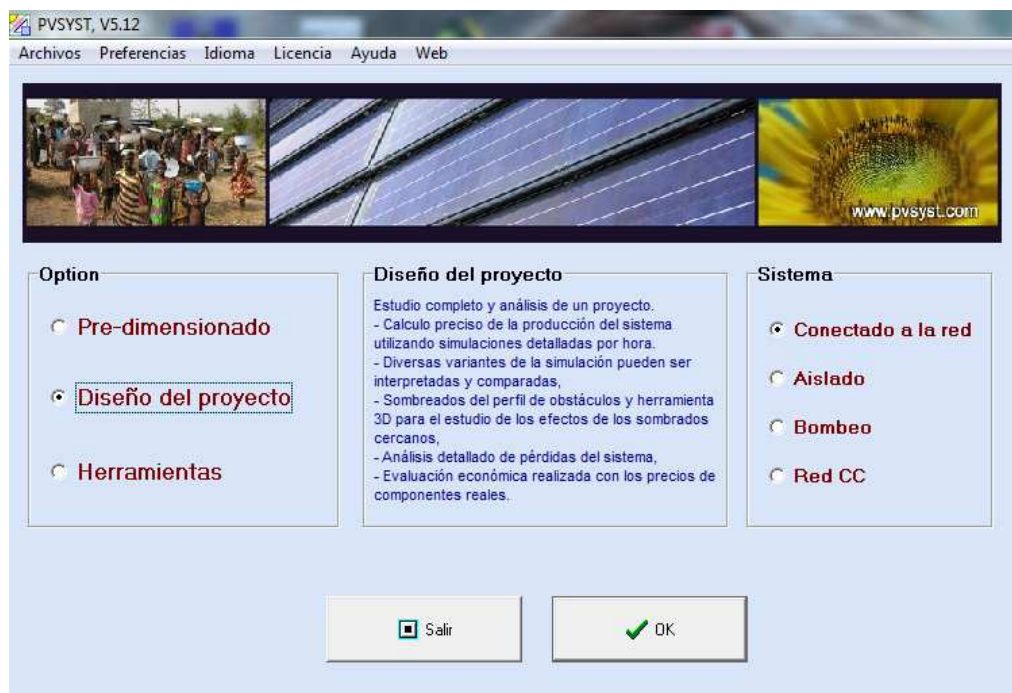 PVSYST, V5.12
Archivos Preferencias Idioma Licencia Ayuda Web
www.pvsyst.com
Option
Pre-dimensionado
Diseño del proyecto
Herramientas
Diseño del proyecto
Estudio completo y análisis de un proyecto.
- Calculo preciso de la producción del sistema
utilizando simulaciones detalladas por hora.
- Diversas variantes de la simulación pueden ser
interpretadas y comparadas,
- Sombreados del perfil de obstáculos y herramienta
3D para el estudio de los efectos de los sombrados
cercanos,
- Análisis detallado de pérdidas del sistema,
- Evaluación económica realizada con los precios de
componentes reales.
Sistema
Conectado a la red
Aislado
Bombeo
Red CC
Salir
OK